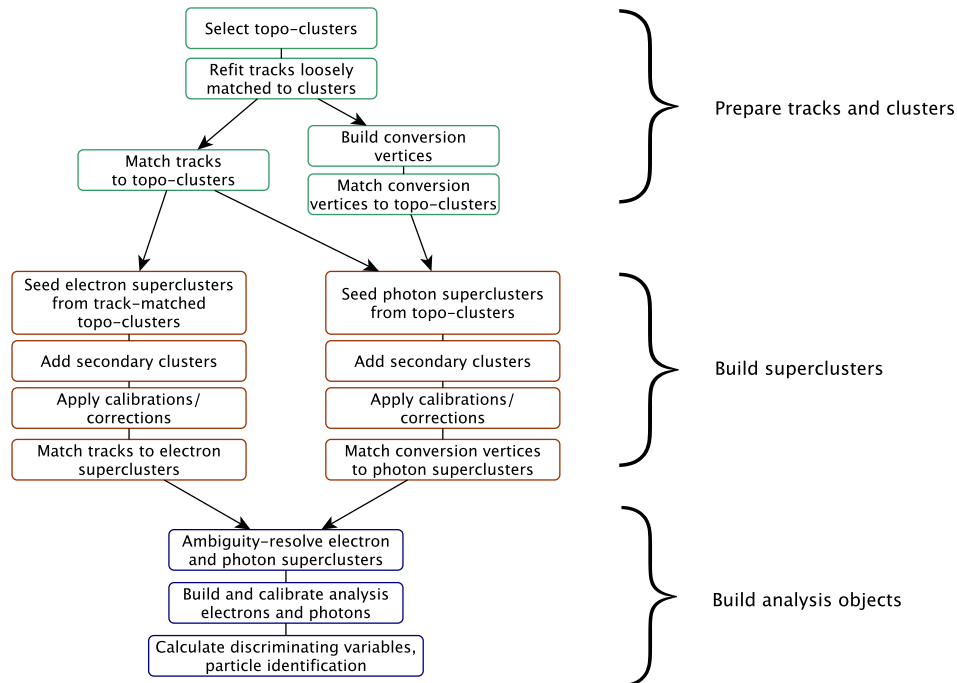 Select topo-clusters
Refit tracks loosely
matched to clusters
Prepare tracks and clusters
Build conversion
vertices
Match tracks
to topo-clusters
Match conversion
vertices to topo-clusters
Seed electron superclusters
from track-matched
topo-clusters
Seed photon superclusters
from topo-clusters
Add secondary clusters
Add secondary clusters
Build superclusters
Apply calibrations/
corrections
Apply calibrations/
corrections
Match tracks to electron
superclusters
Match conversion vertices
to photon superclusters
Ambiguity-resolve electron
and photon superclusters
Build and calibrate analysis
electrons and photons
Build analysis objects
Calculate discriminating variables,
particle identification